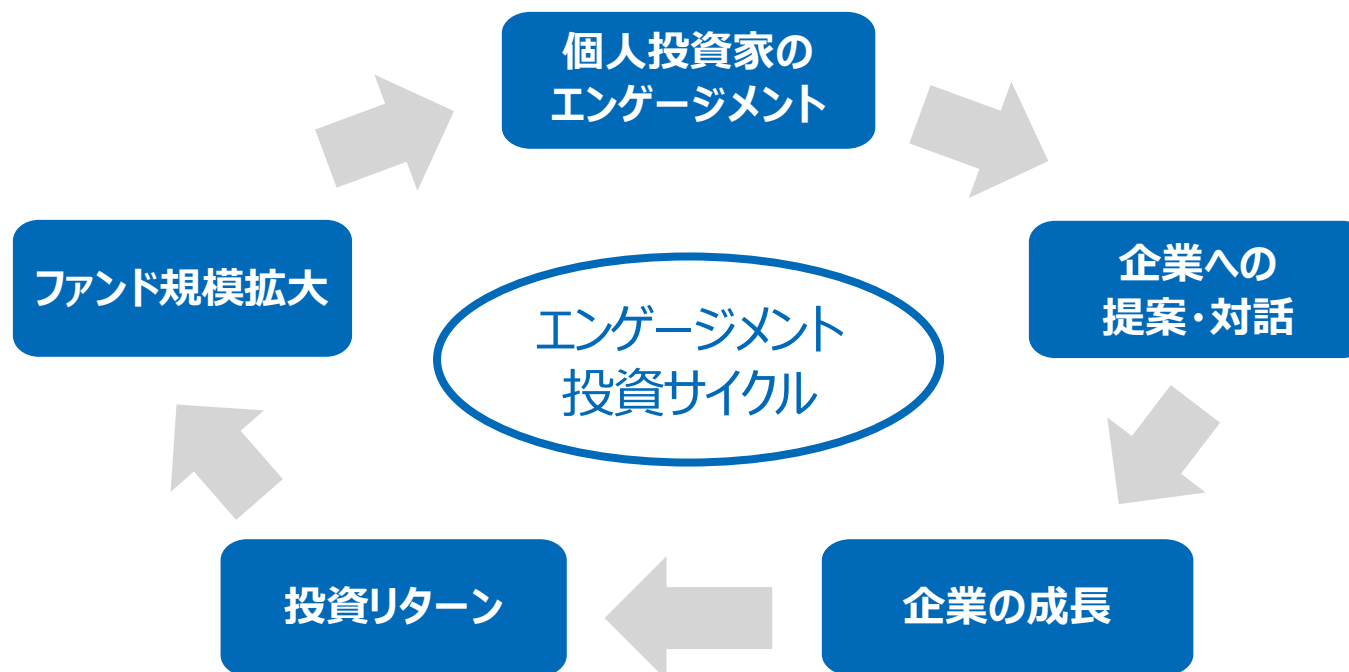 個人投資家の
エンゲージメント
企業への
提案・対話
企業の成長
投資リターン
ファンド規模拡大
エンゲージメント
投資サイクル